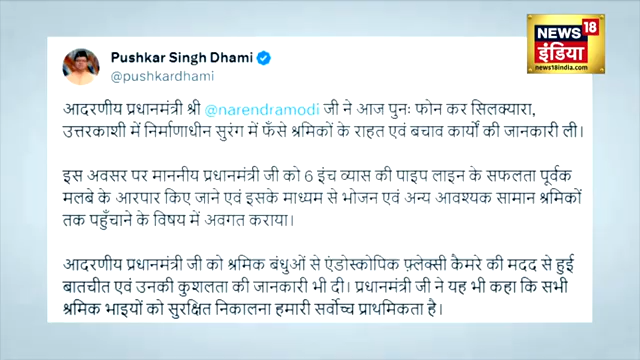 NEWS 18
इंडिया
www.news18india.com
Pushkar Singh Dhami
@pushkardhami
आदरणीय प्रधानमंत्री श्री @narendramodi जी ने आज पुनः फोन कर सिलक्यारा,
उत्तरकाशी में निर्माणाधीन सुरंग में फँसे श्रमिकों के राहत एवं बचाव कार्यों की जानकारी ली।
इस अवसर पर माननीय प्रधानमंत्री जी को 6 इंच व्यास की पाइप लाइन के सफलता पूर्वक
मलबे के आरपार किए जाने एवं इसके माध्यम से भोजन एवं अन्य आवश्यक सामान श्रमिकों
तक पहुँचाने के विषय में अवगत कराया।
आदरणीय प्रधानमंत्री जी को श्रमिक बंधुओं से एंडोस्कोपिक फ़्लेक्सी कैमरे की मदद से हुई
बातचीत एवं उनकी कुशलता की जानकारी भी दी। प्रधानमंत्री जी ने यह भी कहा कि सभी
श्रमिक भाइयों को सुरक्षित निकालना हमारी सर्वोच्च प्राथमिकता है।